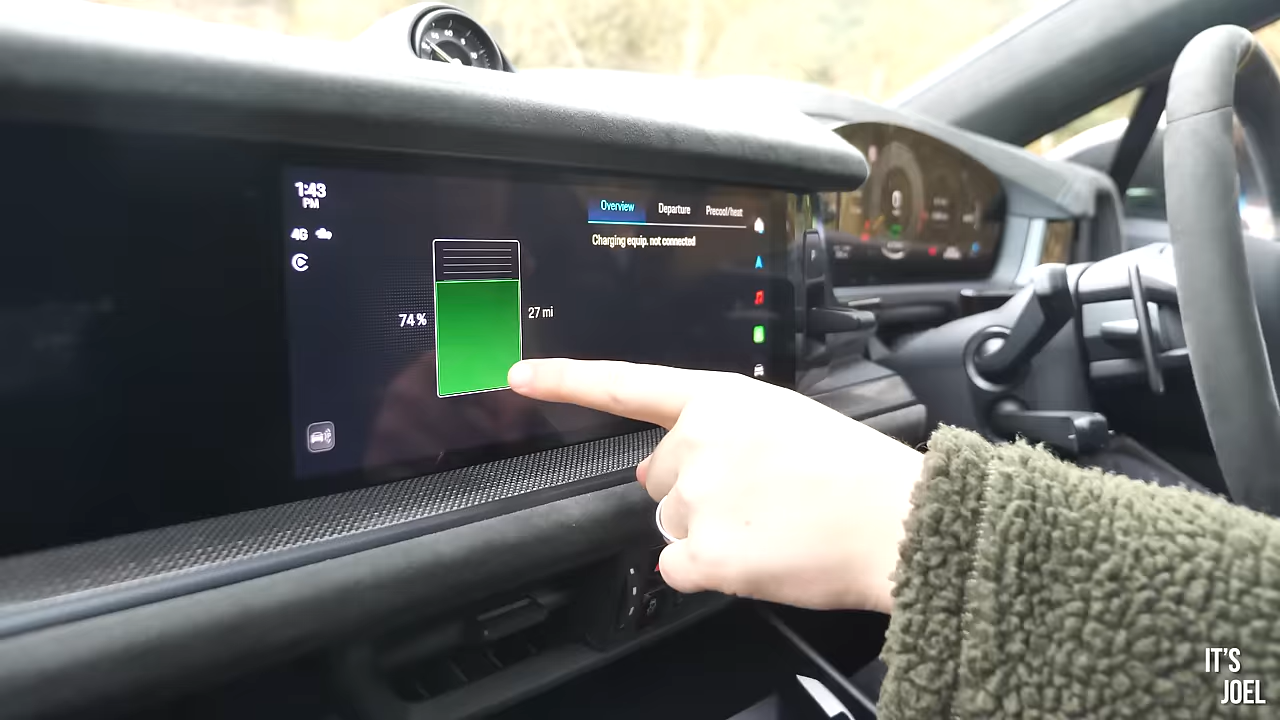 1:43
PM
4G
Overview
Departure
Precool/heat
Charging equip. not connected
74%
27 mi
P
IT'S
JOEL